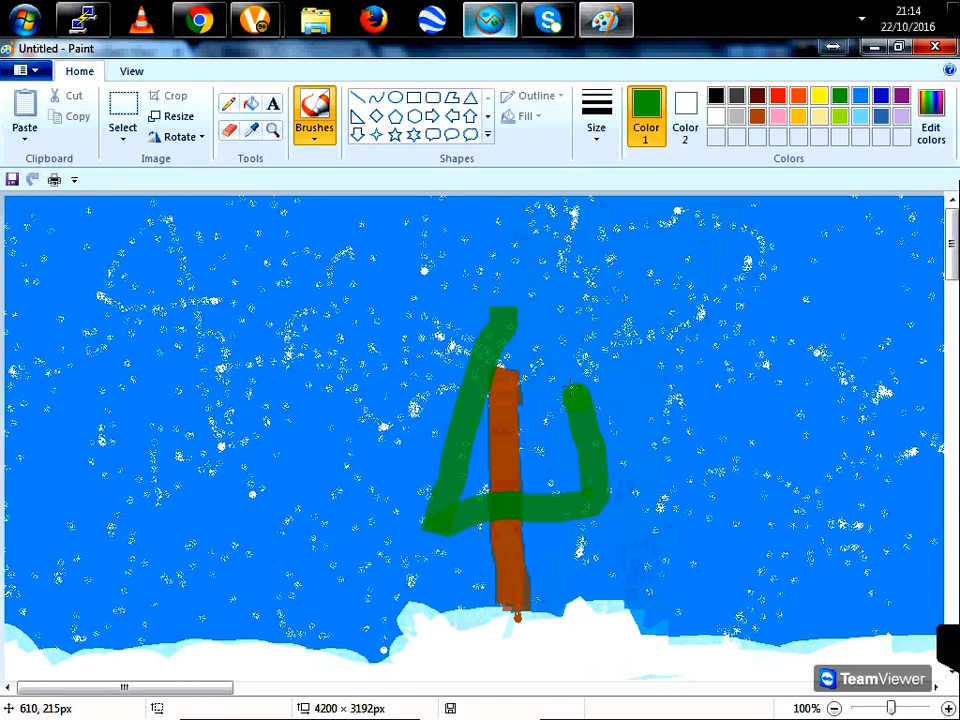 21:14
22/10/2016
Untitled - Paint
Home
View
Paste
Cut
Copy
Clipboard
Select
Crop
Resize
Rotate
Image
A
Tools
Brushes
Outline
Fill
Shapes
Size
Color 1
Color 2
Edit colors
Colors
TeamViewer
610, 215px
4200 × 3192px
100%